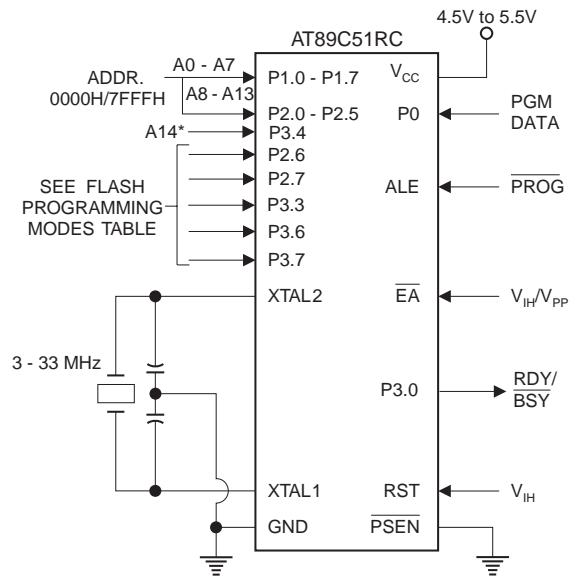 4.5V to 5.5V
AT89C51RC
ADDR.
0000H/7FFFH
A0 - A7
P1.0 - P1.7
VCC
A8 - A13
P2.0 - P2.5
P0
PGM
DATA
A14*
P3.4
P2.6
P2.7
ALE
PROG
SEE FLASH
PROGRAMMING
MODES TABLE
P3.3
P3.6
P3.7
XTAL2
EA
VIH/VPP
3 - 33 MHz
P3.0
RDY/
BSY
XTAL1
RST
VIH
GND
PSEN